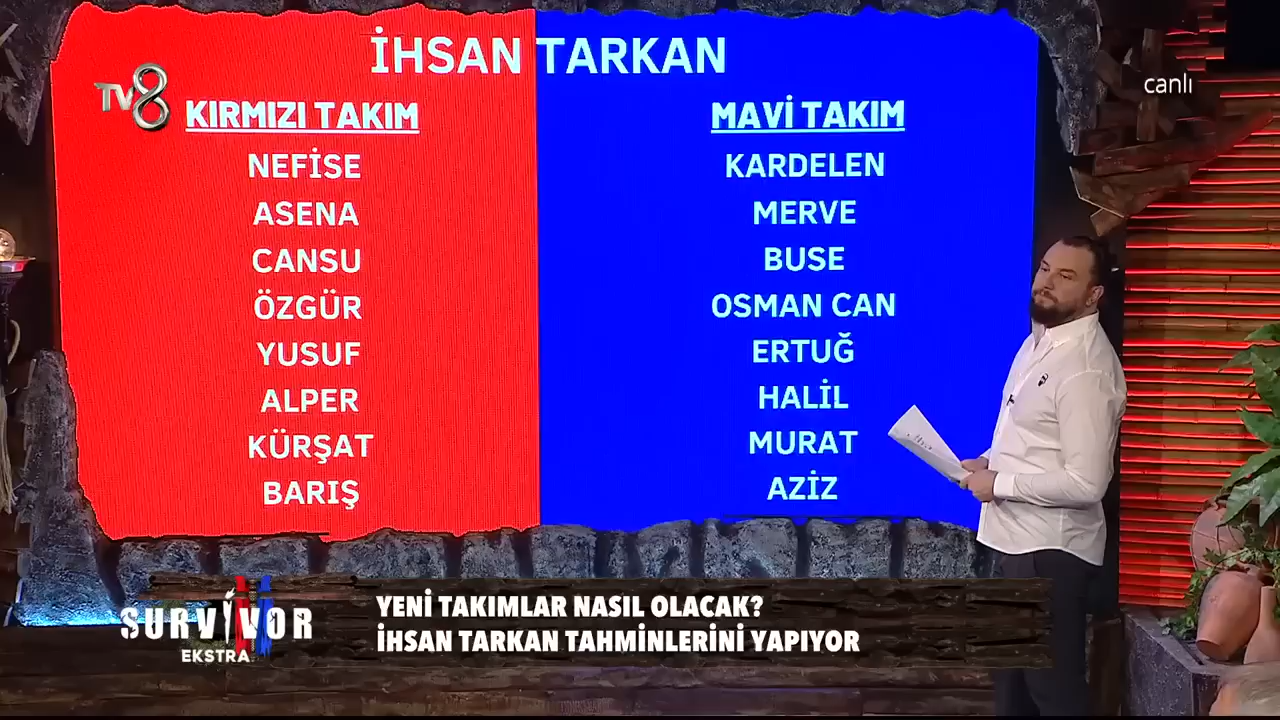 İHSAN TARKAN
TV8
canlı
KIRMIZI TAKIM
NEFİSE
ASENA
CANSU
ÖZGÜR
YUSUF
ALPER
KÜRŞAT
BARIŞ
MAVİ TAKIM
KARDELEN
MERVE
BUSE
OSMAN CAN
ERTUĞ
HALİL
MURAT
AZİZ
SURVIVOR
EKSTRA
YENİ TAKIMLAR NASIL OLACAK?
İHSAN TARKAN TAHMİNLERİNİ YAPIYOR